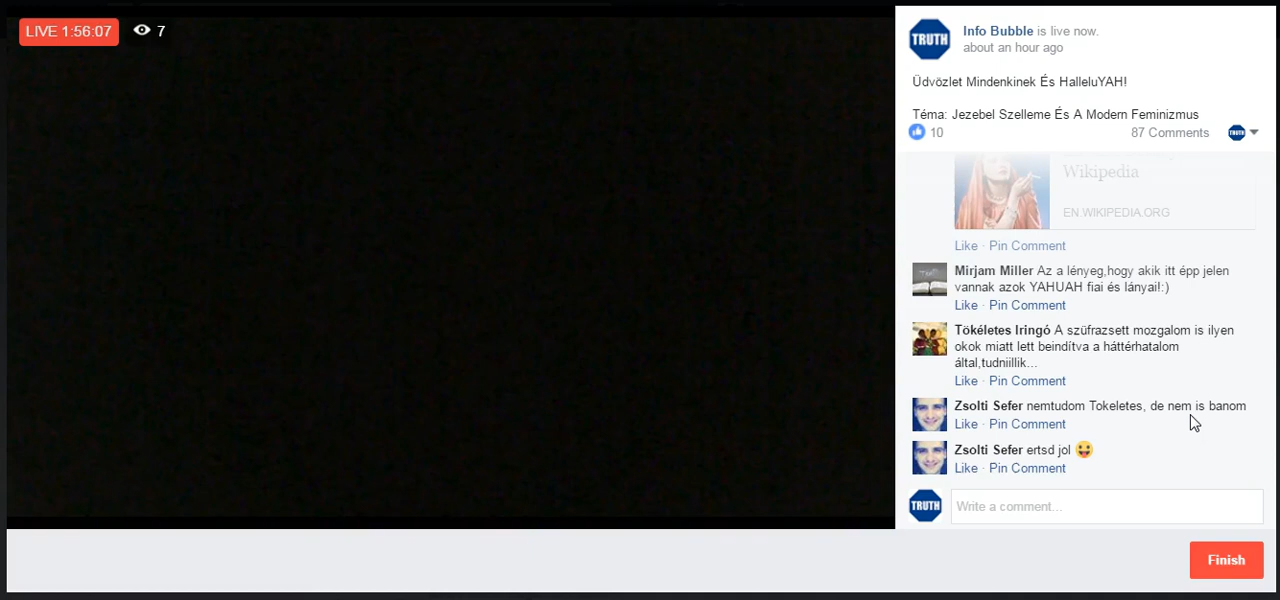 LIVE 1:56:07
7
TRUTH
Info Bubble is live now.
about an hour ago
Üdvözlet Mindenkinek És HalleluYAH!
Téma: Jezebel Szelleme És A Modern Feminizmus
10
87 Comments
TRUTH
Wikipedia
EN.WIKIPEDIA.ORG
Like · Pin Comment
Mirjam Miller Az a lényeg,hogy akik itt épp jelen
vannak azok YAHUAH fiai és lányai!:)
Like · Pin Comment
Tökéletes Iringó A szüfrazsett mozgalom is ilyen
okok miatt lett beindítva a háttérhatalom
által,tudniillik...
Like · Pin Comment
Zsolti Sefer nemtudom Tokeletes, de nem is banom
Like · Pin Comment
Zsolti Sefer ertsd jol
Like · Pin Comment
TRUTH
Write a comment...
Finish